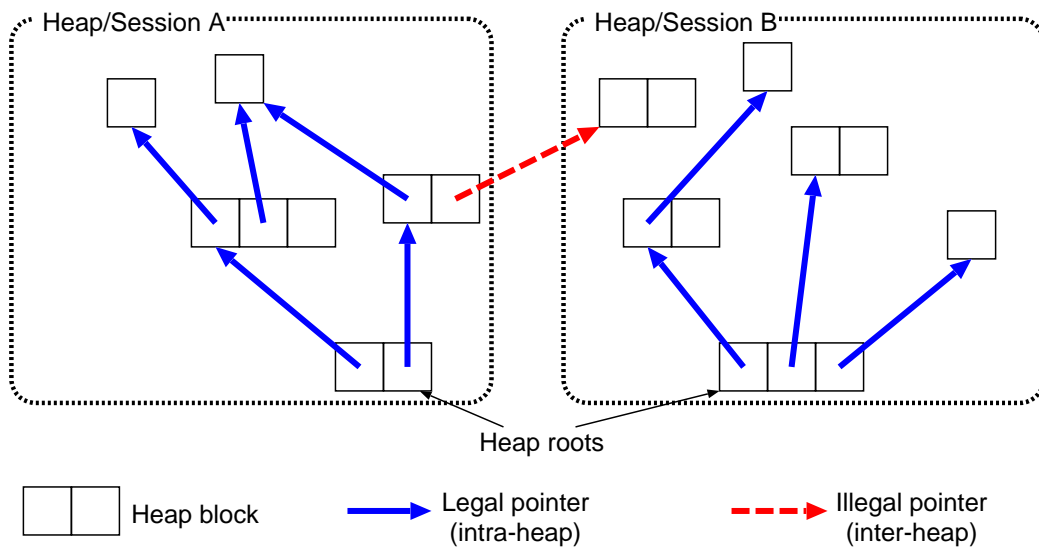 Heap/Session A
Heap/Session B
Heap roots
Heap block
Legal pointer
(intra-heap)
Illegal pointer
(inter-heap)